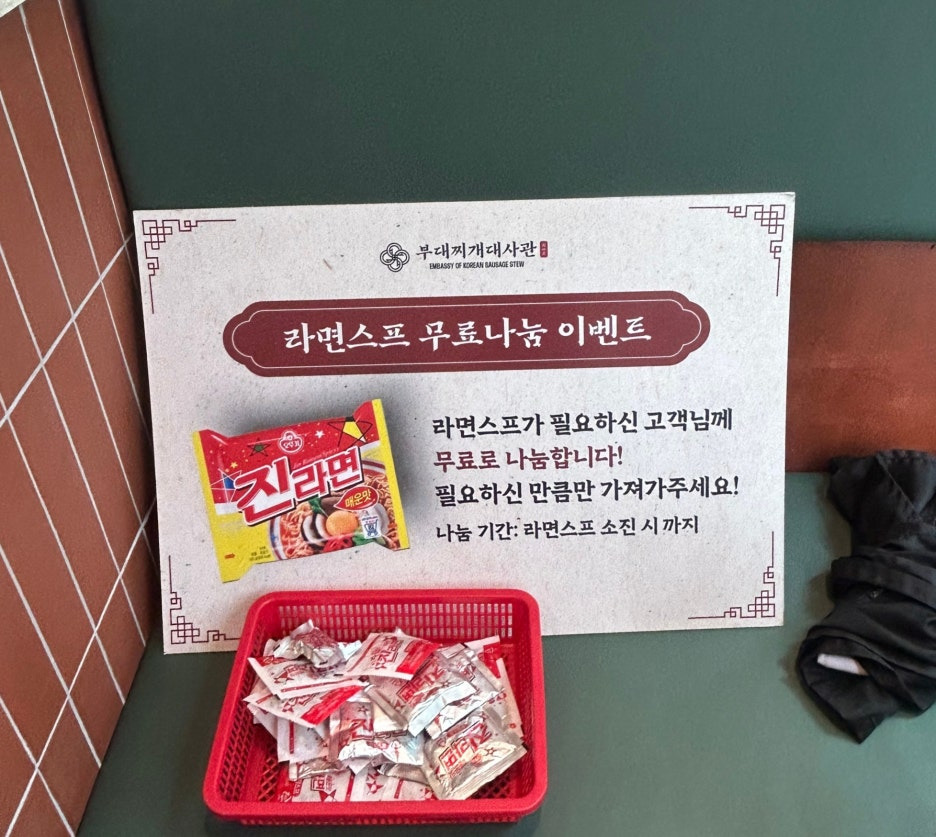 부대찌개대사관
EMBASSY OF KOREAN SAUSAGE STEW
라면스프 무료나눔 이벤트
라면스프가 필요하신 고객님께
무료로 나눔합니다!
필요하신 만큼만 가져가주세요!
나눔 기간: 라면스프 소진 시 까지
진라면
매운맛